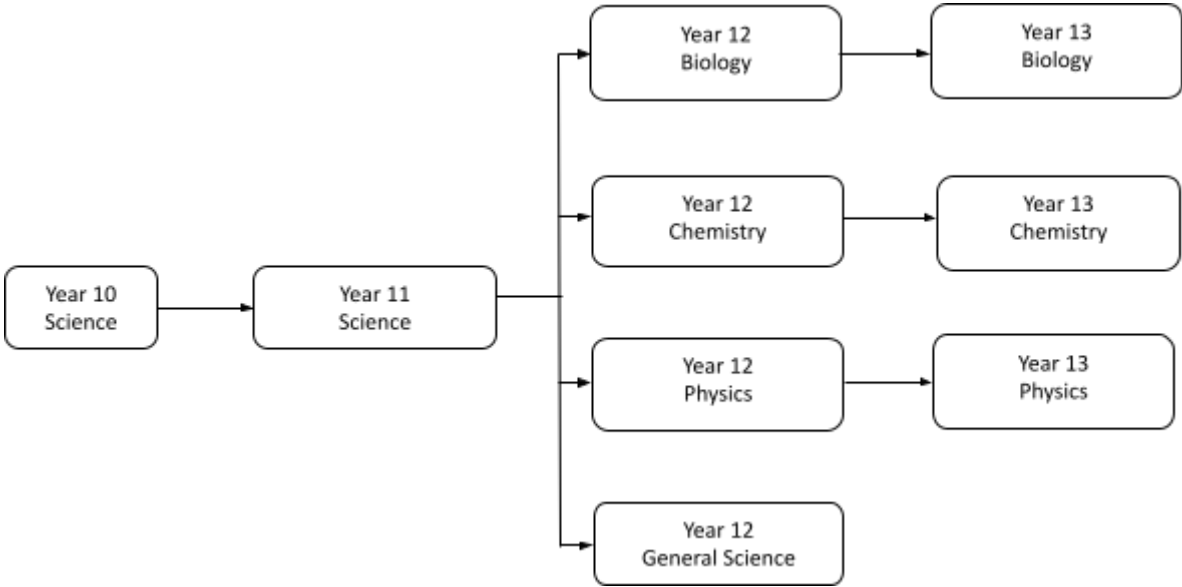 Year 10
Science
Year 11
Science
Year 12
Biology
Year 13
Biology
Year 12
Chemistry
Year 13
Chemistry
Year 12
Physics
Year 13
Physics
Year 12
General Science